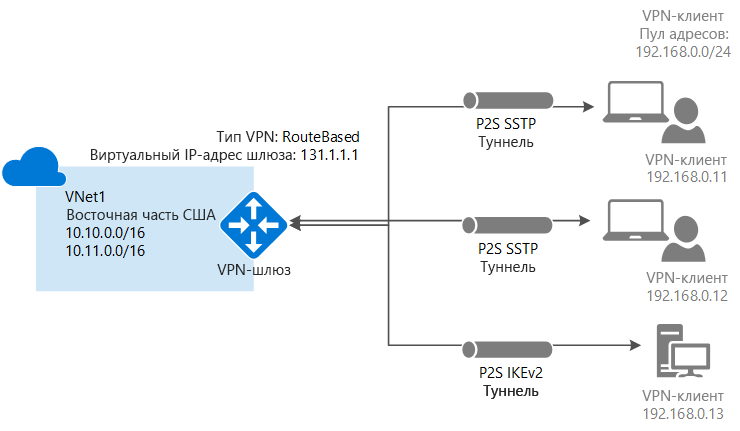 VPN-клиент
Пул адресов:
192.168.0.0/24
Тип VPN: RouteBased
Виртуальный IP-адрес шлюза: 131.1.1.1
VNet1
Восточная часть США
10.10.0.0/16
10.11.0.0/16
VPN-шлюз
P2S SSTP
Туннель
VPN-клиент
192.168.0.11
P2S SSTP
Туннель
VPN-клиент
192.168.0.12
P2S IKEv2
Туннель
VPN-клиент
192.168.0.13